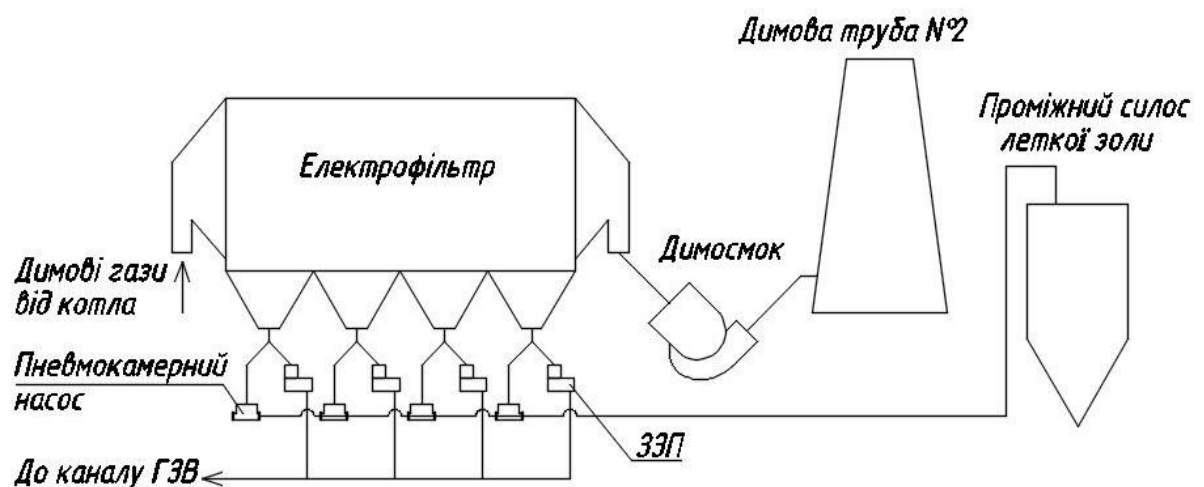 Димова труба №2
Проміжний силос
леткої золи
Електрофільтр
Димосмок
Димові гази
від котла
Пневмокамерний
насос
ЗЗП
До каналу ГЗВ